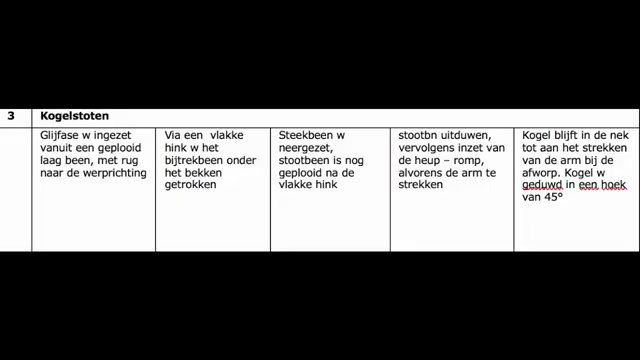 3 Kogelstoten
Glijfase w ingezet
vanuit een geplooid
laag been, met rug
naar de werprichting
Via een vlakke
hink w het
bijtrekbeen onder
het bekken
getrokken
Steekbeen w
neergezet,
stootbeen is nog
geplooid na de
vlakke hink
stootbn uitduwen,
vervolgens inzet van
de heup – romp,
alvorens de arm te
strekken
Kogel blijft in de nek
tot aan het strekken
van de arm bij de
afworp. Kogel w
geduwd in een hoek
van 45°